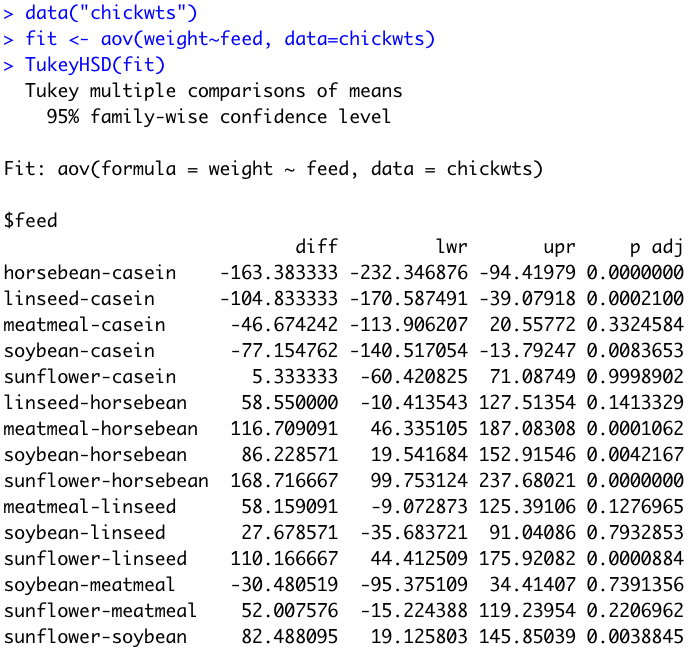 > data("chickwts")
> fit <- aov(weight~feed, data=chickwts)
> TukeyHSD(fit)
  Tukey multiple comparisons of means
    95% family-wise confidence level

Fit: aov(formula = weight ~ feed, data = chickwts)

$feed
                           diff         lwr       upr     p adj
horsebean-casein    -163.383333 -232.346876 -94.41979 0.0000000
linseed-casein      -104.833333 -170.587491 -39.07918 0.0002100
meatmeal-casein      -46.674242 -113.906207  20.55772 0.3324584
soybean-casein       -77.154762 -140.517054 -13.79247 0.0083653
sunflower-casein       5.333333  -60.420825  71.08749 0.9998902
linseed-horsebean     58.550000  -10.413543 127.51354 0.1413329
meatmeal-horsebean   116.709091   46.335105 187.08308 0.0001062
soybean-horsebean     86.228571   19.541684 152.91546 0.0042167
sunflower-horsebean  168.716667   99.753124 237.68021 0.0000000
meatmeal-linseed      58.159091   -9.072873 125.39106 0.1276965
soybean-linseed       27.678571  -35.683721  91.04086 0.7932853
sunflower-linseed    110.166667   44.412509 175.92082 0.0000884
soybean-meatmeal     -30.480519  -95.375109  34.41407 0.7391356
sunflower-meatmeal    52.007576  -15.224388 119.23954 0.2206962
sunflower-soybean     82.488095   19.125803 145.85039 0.0038845